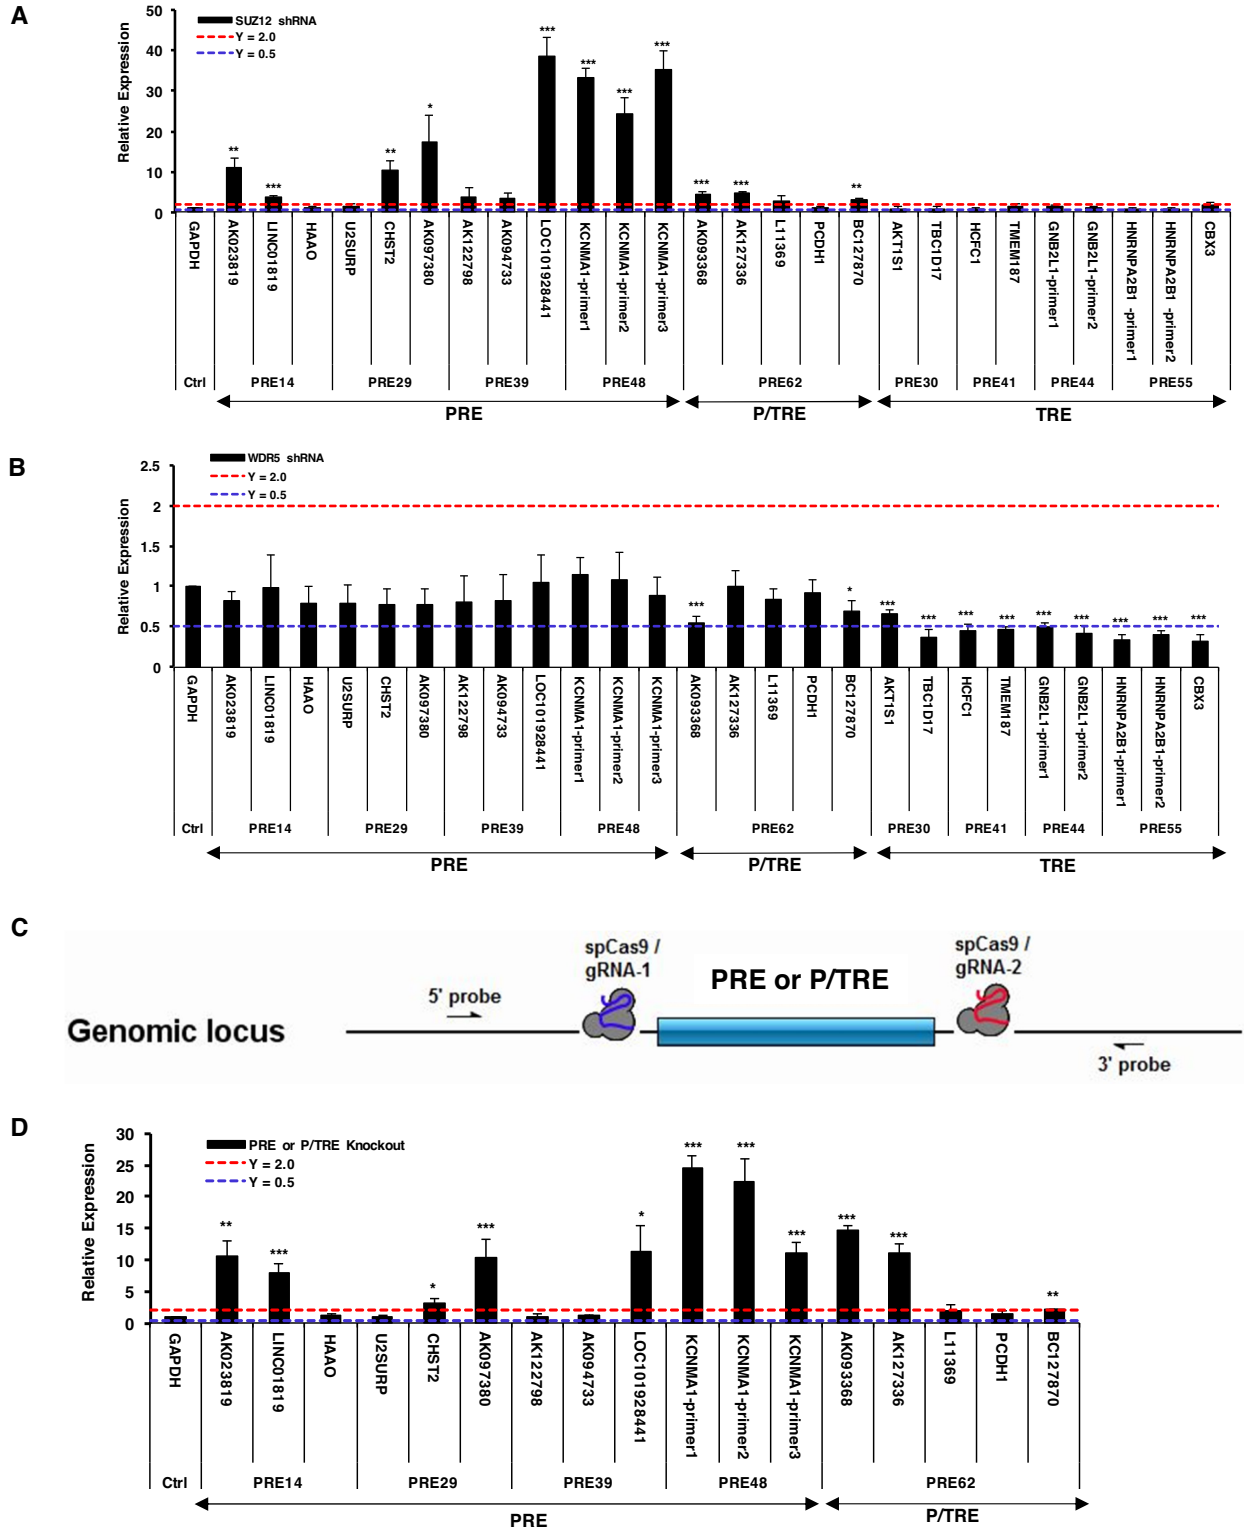 A
Relative Expression
50
40
30
20
10
0
SUZ12 shRNA
Y = 2.0
Y = 0.5
** *** ** * *** *** *** *** *** *** **
GAPDH AK023819 LINC01819 HAAO U2SURP CHST2 AK097380 AK122798 AK094733 LOC101928441 KCNMA1-primer1 KCNMA1-primer2 KCNMA1-primer3 AK093368 AK127336 L11369 PCDH1 BC127870 AKT1S1 TBC1D17 HCFC1 TMEM187 GNB2L1-primer1 GNB2L1-primer2 HNRNPA2B1 -primer1 HNRNPA2B1 -primer2 CBX3
Ctrl PRE14 PRE29 PRE39 PRE48 PRE62 PRE30 PRE41 PRE44 PRE55
PRE P/TRE TRE
B
Relative Expression
2.5
2
1.5
1
0.5
0
WDR5 shRNA
Y = 2.0
Y = 0.5
*** * *** *** *** *** *** *** *** *** ***
GAPDH AK023819 LINC01819 HAAO U2SURP CHST2 AK097380 AK122798 AK094733 LOC101928441 KCNMA1-primer1 KCNMA1-primer2 KCNMA1-primer3 AK093368 AK127336 L11369 PCDH1 BC127870 AKT1S1 TBC1D17 HCFC1 TMEM187 GNB2L1-primer1 GNB2L1-primer2 HNRNPA2B1-primer1 HNRNPA2B1-primer2 CBX3
Ctrl PRE14 PRE29 PRE39 PRE48 PRE62 PRE30 PRE41 PRE44 PRE55
PRE P/TRE TRE
C
Genomic locus
5' probe
spCas9 /
gRNA-1
PRE or P/TRE
spCas9 /
gRNA-2
3' probe
D
Relative Expression
30
25
20
15
10
5
0
PRE or P/TRE Knockout
Y = 2.0
Y = 0.5
** *** * *** * *** *** *** *** *** **
GAPDH AK023819 LINC01819 HAAO U2SURP CHST2 AK097380 AK122798 AK094733 LOC101928441 KCNMA1-primer1 KCNMA1-primer2 KCNMA1-primer3 AK093368 AK127336 L11369 PCDH1 BC127870
Ctrl PRE14 PRE29 PRE39 PRE48 PRE62
PRE P/TRE